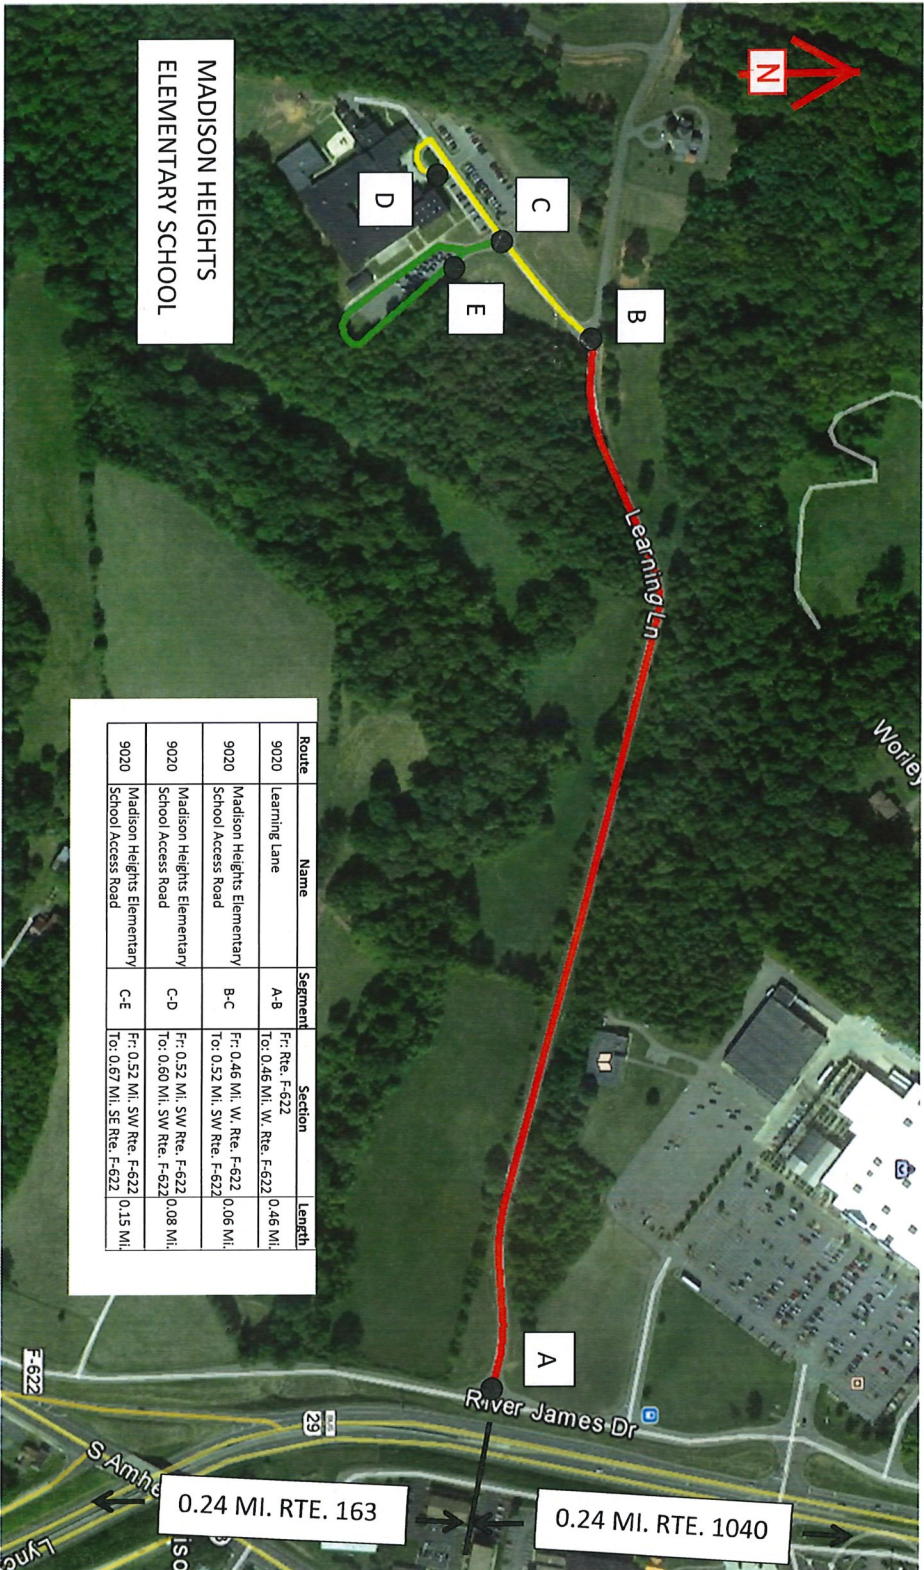 N
MADISON HEIGHTS
ELEMENTARY SCHOOL
D
C
E
B
Learning Ln
Worley
A
River James Dr
F-622
BUS
29
S Amhe
Lync
iso
0.24 MI. RTE. 163
0.24 MI. RTE. 1040
Route Name Segment Section Length
9020 Learning Lane A-B Fr: Rte. F-622
To: 0.46 Mi. W. Rte. F-622 0.46 Mi.
9020 Madison Heights Elementary
School Access Road B-C Fr: 0.46 Mi. W. Rte. F-622
To: 0.52 Mi. SW Rte. F-622 0.06 Mi.
9020 Madison Heights Elementary
School Access Road C-D Fr: 0.52 Mi. SW Rte. F-622
To: 0.60 Mi. SW Rte. F-622 0.08 Mi.
9020 Madison Heights Elementary
School Access Road C-E Fr: 0.52 Mi. SW Rte. F-622
To: 0.67 Mi. SE Rte. F-622 0.15 Mi.